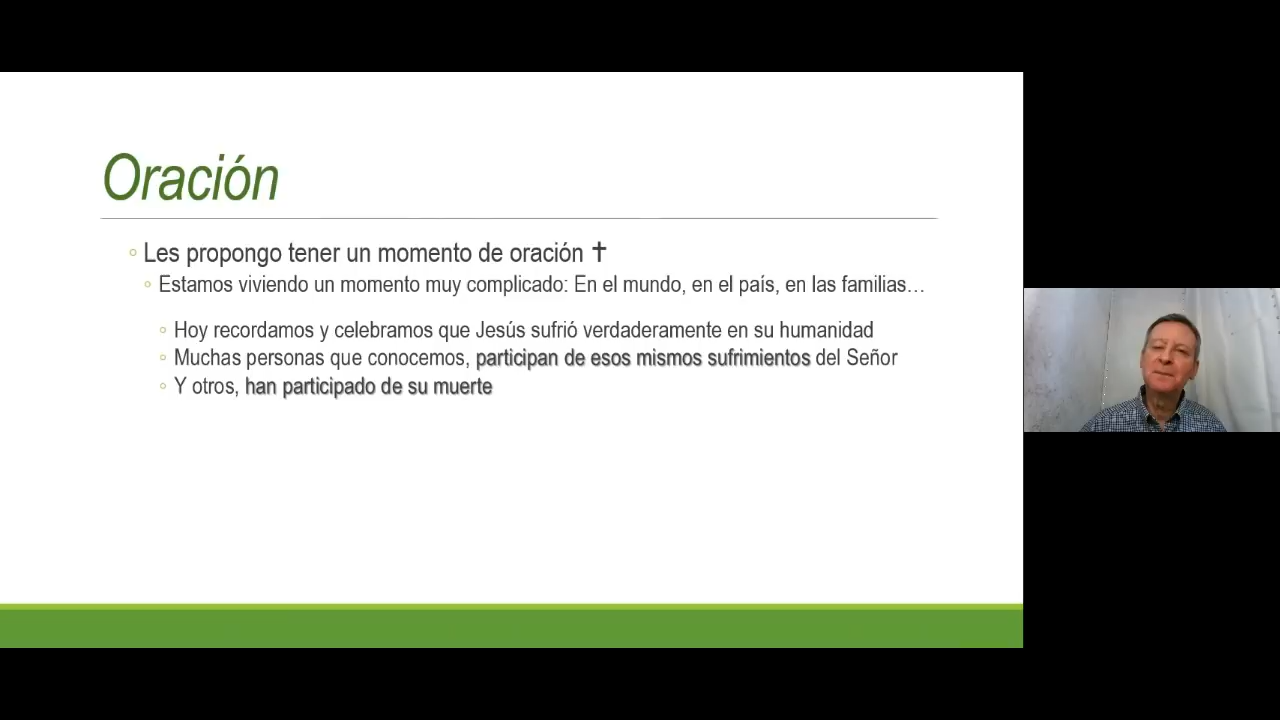 Oración
Les propongo tener un momento de oración ✝
Estamos viviendo un momento muy complicado: En el mundo, en el país, en las familias…
Hoy recordamos y celebramos que Jesús sufrió verdaderamente en su humanidad
Muchas personas que conocemos, participan de esos mismos sufrimientos del Señor
Y otros, han participado de su muerte